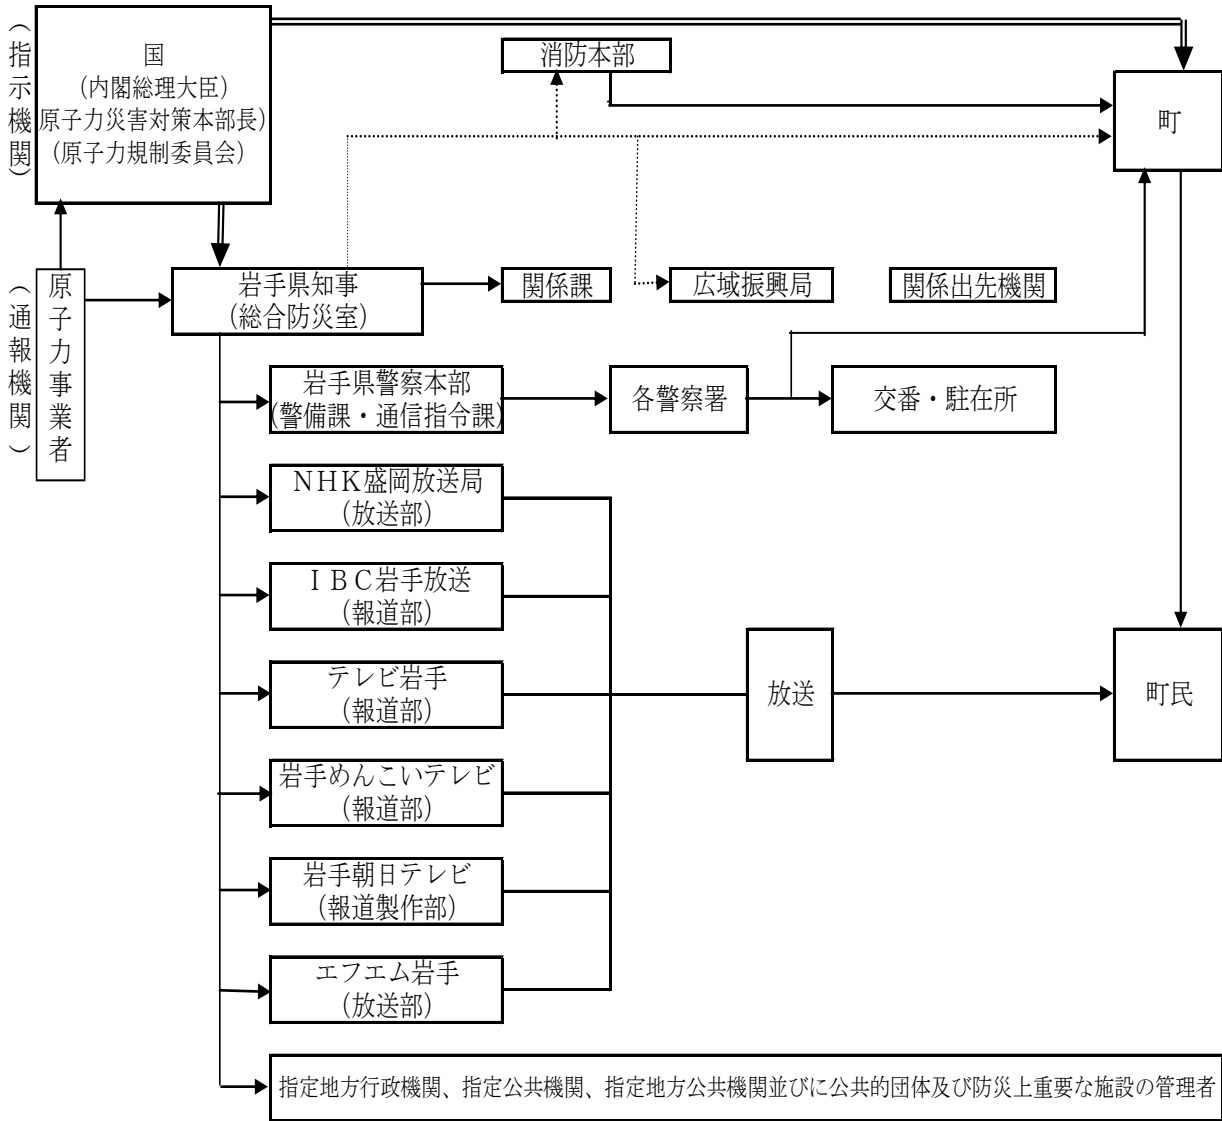 （指示機関）
国
(内閣総理大臣)
原子力災害対策本部長)
(原子力規制委員会)
消防本部
町
（通報機関）
原子力事業者
岩手県知事
(総合防災室)
関係課
広域振興局
関係出先機関
岩手県警察本部
(警備課・通信指令課)
各警察署
交番・駐在所
ＮＨＫ盛岡放送局
(放送部)
ＩＢＣ岩手放送
(報道部)
テレビ岩手
(報道部)
放送
町民
岩手めんこいテレビ
(報道部)
岩手朝日テレビ
(報道製作部)
エフエム岩手
(放送部)
指定地方行政機関、指定公共機関、指定地方公共機関並びに公共的団体及び防災上重要な施設の管理者